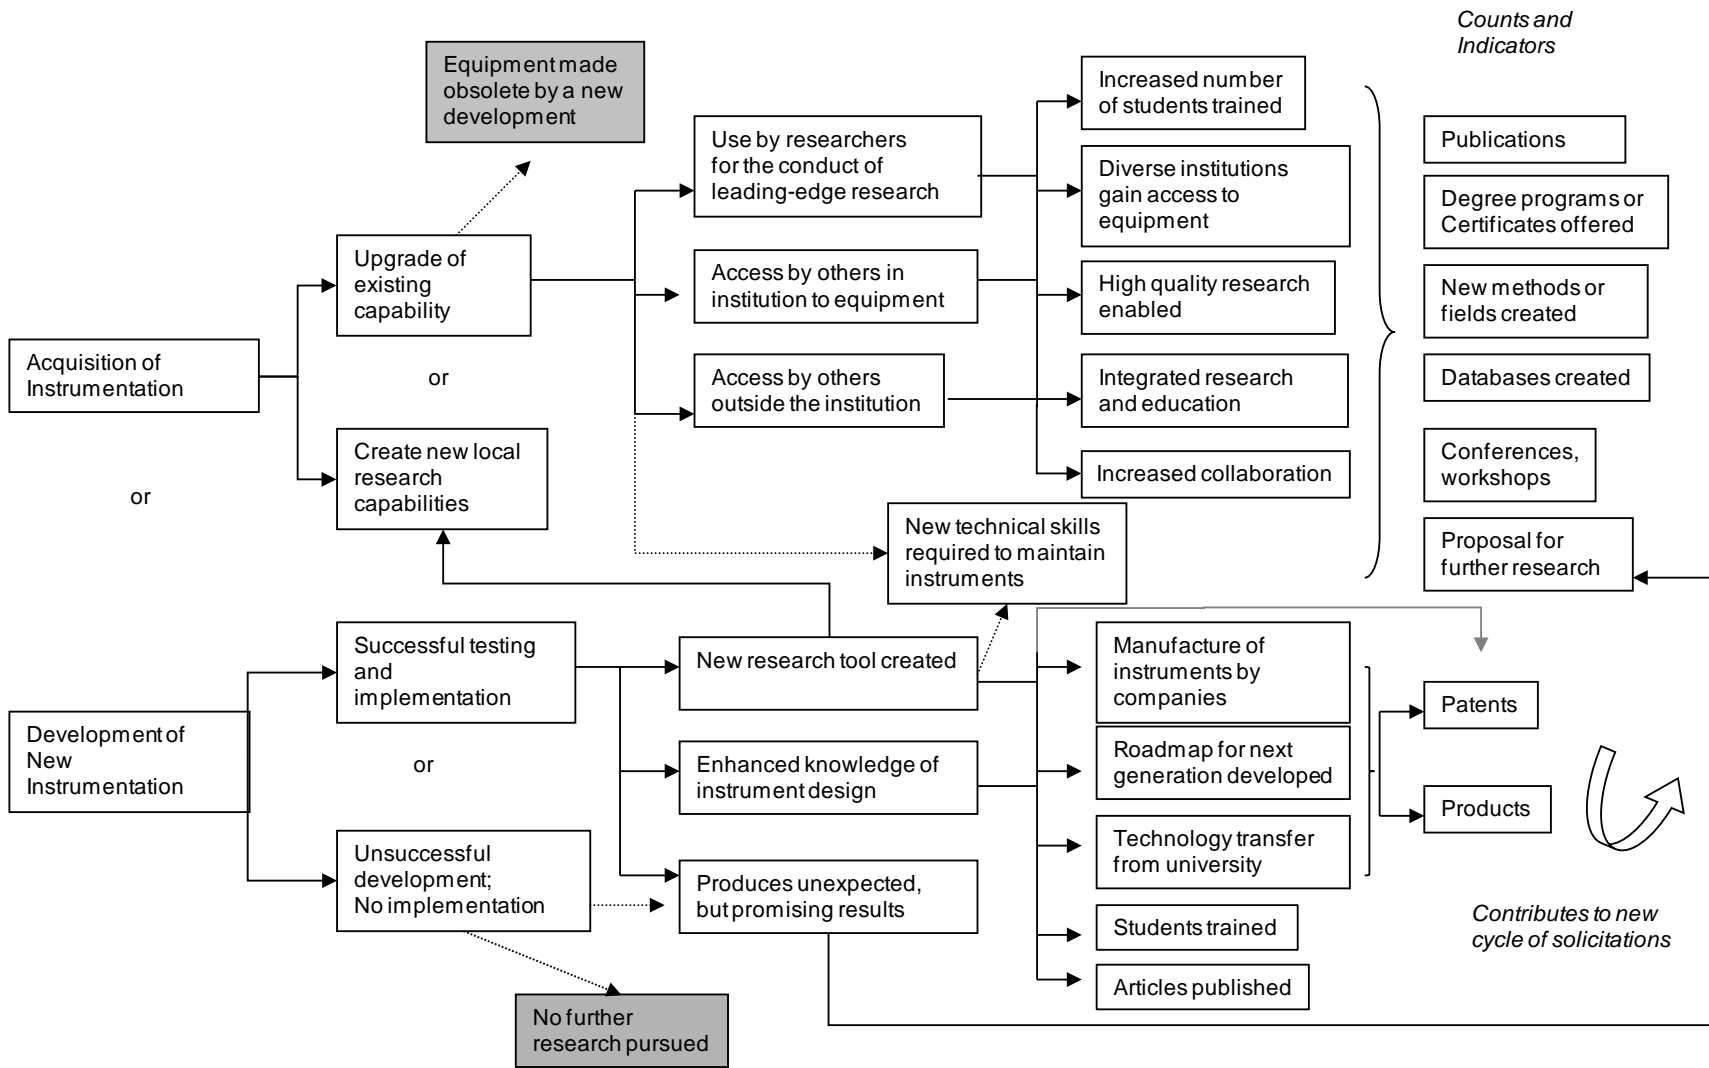 Counts and
Indicators
Equipment made
obsolete by a new
development
Increased number
of students trained
Use by researchers
for the conduct of
leading-edge research
Publications
Diverse institutions
gain access to
equipment
Degree programs or
Certificates offered
Upgrade of
existing
capability
Access by others in
institution to equipment
High quality research
enabled
New methods or
fields created
Acquisition of
Instrumentation
or
Access by others
outside the institution
Integrated research
and education
Databases created
or
Create new local
research
capabilities
Increased collaboration
Conferences,
workshops
New technical skills
required to maintain
instruments
Proposal for
further research
Successful testing
and
implementation
New research tool created
Manufacture of
instruments by
companies
Patents
Development of
New
Instrumentation
or
Enhanced knowledge of
instrument design
Roadmap for next
generation developed
Products
Unsuccessful
development;
No implementation
Produces unexpected,
but promising results
Technology transfer
from university
Students trained
Contributes to new
cycle of solicitations
Articles published
No further
research pursued